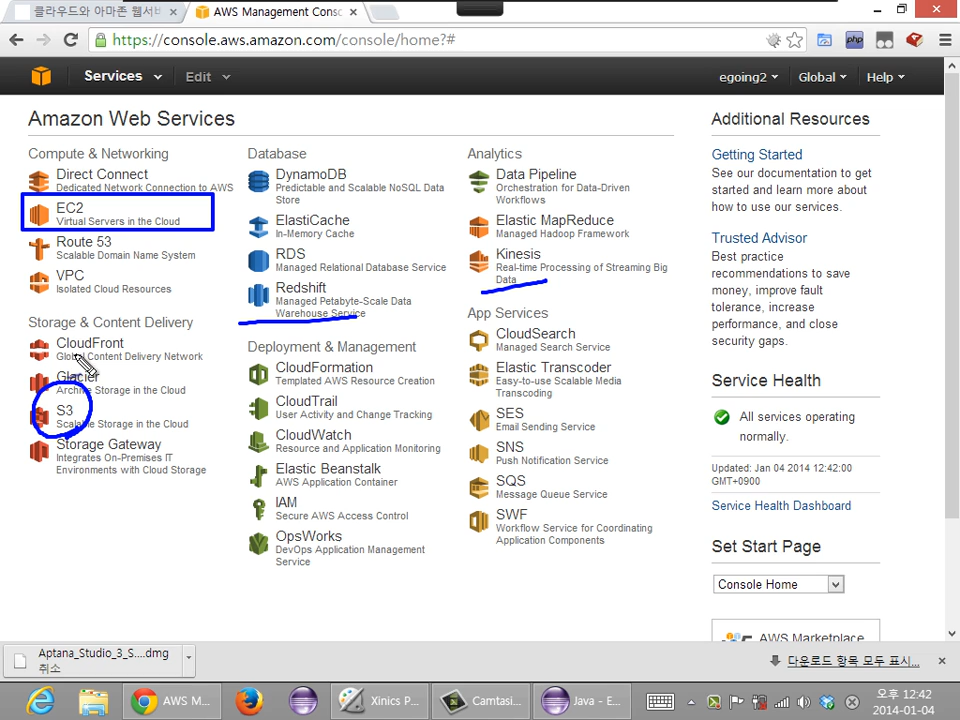 클라우드와 아마존 웹서비
AWS Management Conso
https://console.aws.amazon.com/console/home?#
php
Services
Edit
egoing2
Global
Help
Amazon Web Services
Compute & Networking
Direct Connect
Dedicated Network Connection to AWS
EC2
Virtual Servers in the Cloud
Route 53
Scalable Domain Name System
VPC
Isolated Cloud Resources
Storage & Content Delivery
CloudFront
Global Content Delivery Network
Glacier
Archive Storage in the Cloud
S3
Scalable Storage in the Cloud
Storage Gateway
Integrates On-Premises IT
Environments with Cloud Storage
Database
DynamoDB
Predictable and Scalable NoSQL Data
Store
ElastiCache
In-Memory Cache
RDS
Managed Relational Database Service
Redshift
Managed Petabyte-Scale Data
Warehouse Service
Deployment & Management
CloudFormation
Templated AWS Resource Creation
CloudTrail
User Activity and Change Tracking
CloudWatch
Resource and Application Monitoring
Elastic Beanstalk
AWS Application Container
IAM
Secure AWS Access Control
OpsWorks
DevOps Application Management
Service
Analytics
Data Pipeline
Orchestration for Data-Driven
Workflows
Elastic MapReduce
Managed Hadoop Framework
Kinesis
Real-time Processing of Streaming Big
Data
App Services
CloudSearch
Managed Search Service
Elastic Transcoder
Easy-to-use Scalable Media
Transcoding
SES
Email Sending Service
SNS
Push Notification Service
SQS
Message Queue Service
SWF
Workflow Service for Coordinating
Application Components
Additional Resources
Getting Started
See our documentation to get
started and learn more about
how to use our services.
Trusted Advisor
Best practice
recommendations to save
money, improve fault
tolerance, increase
performance, and close
security gaps.
Service Health
All services operating
normally.
Updated: Jan 04 2014 12:42:00
GMT+0900
Service Health Dashboard
Set Start Page
Console Home
AWS Marketplace
Aptana_Studio_3_S....dmg
취소
다운로드 항목 모두 표시...
AWS M...
Xinics P...
Camtasi...
Java - E...
오후 12:42
2014-01-04